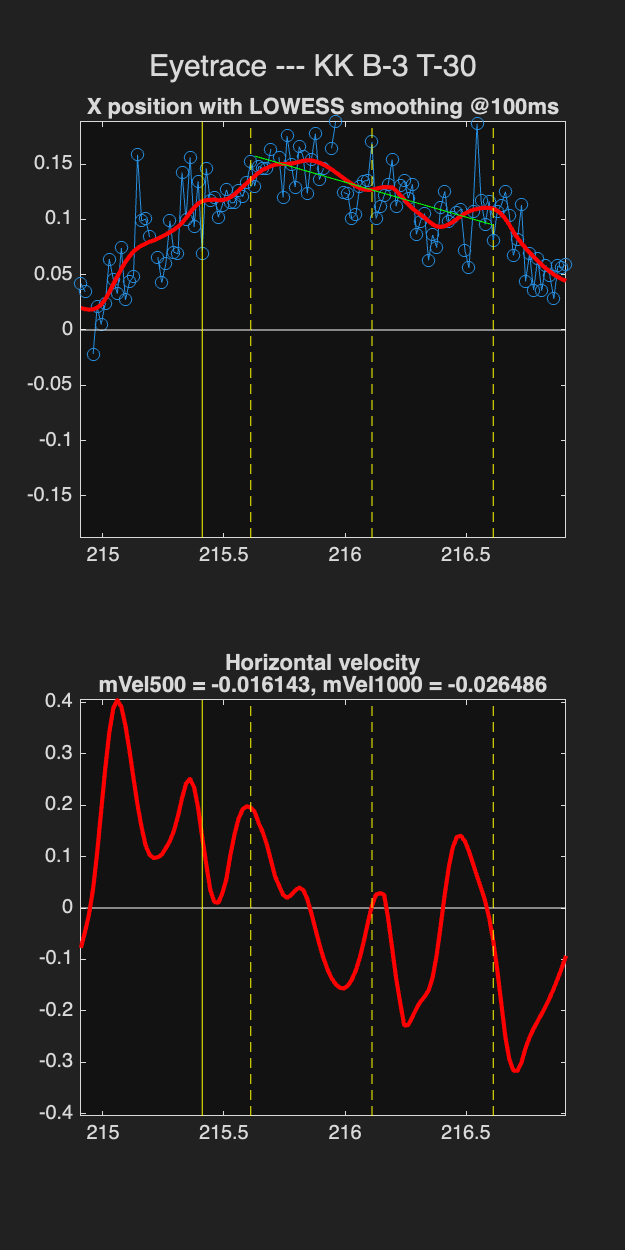 Eyetrace --- KK B-3 T-30
X position with LOWESS smoothing @100ms
0.15
0.1
0.05
0
-0.05
-0.1
-0.15
215 215.5 216 216.5
Horizontal velocity
mVel500 = -0.016143, mVel1000 = -0.026486
0.4
0.3
0.2
0.1
0
-0.1
-0.2
-0.3
-0.4
215 215.5 216 216.5